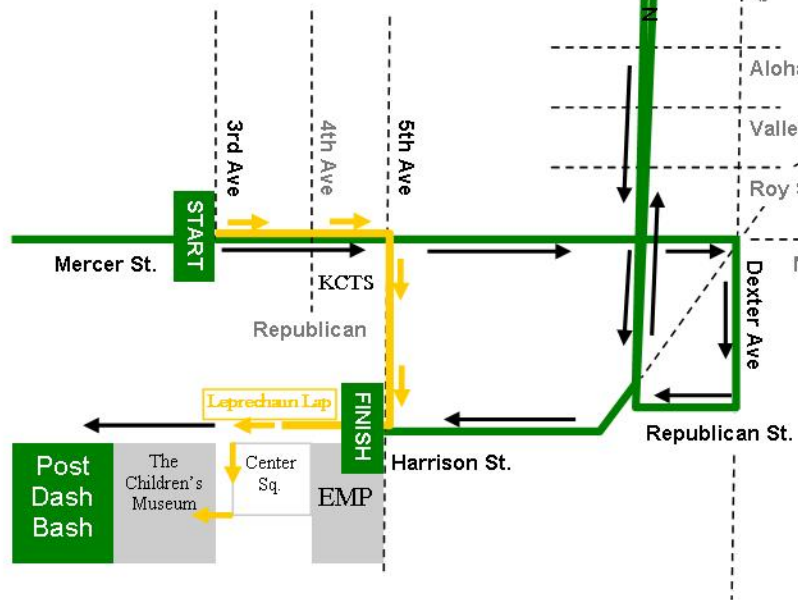 N
Aloha
Valle
Roy S
3rd Ave
4th Ave
5th Ave
START
Mercer St.
KCTS
Republican
Dexter Ave
Leprechaun Lap
FINISH
Republican St.
Harrison St.
Post
Dash
Bash
The
Children's
Museum
Center
Sq.
EMP